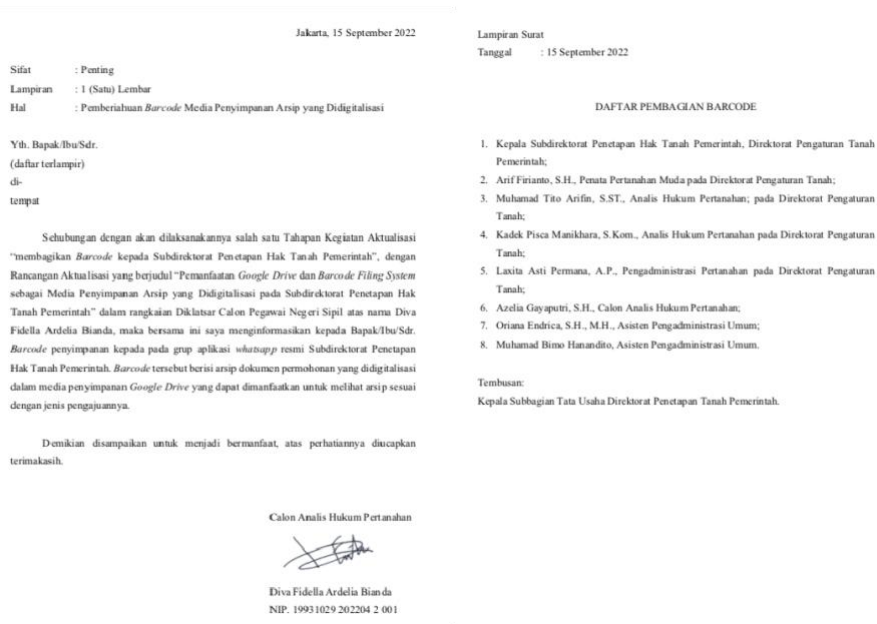 Jakarta, 15 September 2022
Sifat : Penting
Lampiran : 1 (Satu) Lembar
Hal : Pemberiahuan Barcode Media Penyimpanan Arsip yang Didigitalisasi
Yth. Bapak/Ibu/Sdr.
(daftar terlampir)
di-
tempat
Sehubungan dengan akan dilaksanakannya salah satu Tahapan Kegiatan Aktualisasi
“membagikan Barcode kepada Subdirektorat Penetapan Hak Tanah Pemerintah”, dengan
Rancangan Aktualisasi yang berjudul “Pemanfaatan Google Drive dan Barcode Filing System
sebagai Media Penyimpanan Arsip yang Didigitalisasi pada Subdirektorat Penetapan Hak
Tanah Pemerintah” dalam rangkaian Diklatsar Calon Pegawai Negeri Sipil atas nama Diva
Fidella Ardelia Bianda, maka bersama ini saya menginformasikan kepada Bapak/Ibu/Sdr.
Barcode penyimpanan kepada pada grup aplikasi whatsapp resmi Subdirektorat Penetapan
Hak Tanah Pemerintah. Barcode tersebut berisi arsip dokumen permohonan yang didigitalisasi
dalam media penyimpanan Google Drive yang dapat dimanfaatkan untuk melihat arsip sesuai
dengan jenis pengajuannya.
Demikian disampaikan untuk menjadi bermanfaat, atas perhatiannya diucapkan
terimakasih.
Calon Analis Hukum Pertanahan
Diva Fidella Ardelia Bianda
NIP. 19931029 202204 2 001
Lampiran Surat
Tanggal : 15 September 2022
DAFTAR PEMBAGIAN BARCODE
1. Kepala Subdirektorat Penetapan Hak Tanah Pemerintah, Direktorat Pengaturan Tanah
Pemerintah;
2. Arif Firianto, S.H., Penata Pertanahan Muda pada Direktorat Pengaturan Tanah;
3. Muhamad Tito Arifin, S.ST., Analis Hukum Pertanahan; pada Direktorat Pengaturan
Tanah;
4. Kadek Pisca Manikhara, S.Kom., Analis Hukum Pertanahan pada Direktorat Pengaturan
Tanah;
5. Laxita Asti Permana, A.P., Pengadministrasi Pertanahan pada Direktorat Pengaturan
Tanah;
6. Azelia Gayaputri, S.H., Calon Analis Hukum Pertanahan;
7. Oriana Endrica, S.H., M.H., Asisten Pengadministrasi Umum;
8. Muhamad Bimo Hanandito, Asisten Pengadministrasi Umum.
Tembusan:
Kepala Subbagian Tata Usaha Direktorat Penetapan Tanah Pemerintah.